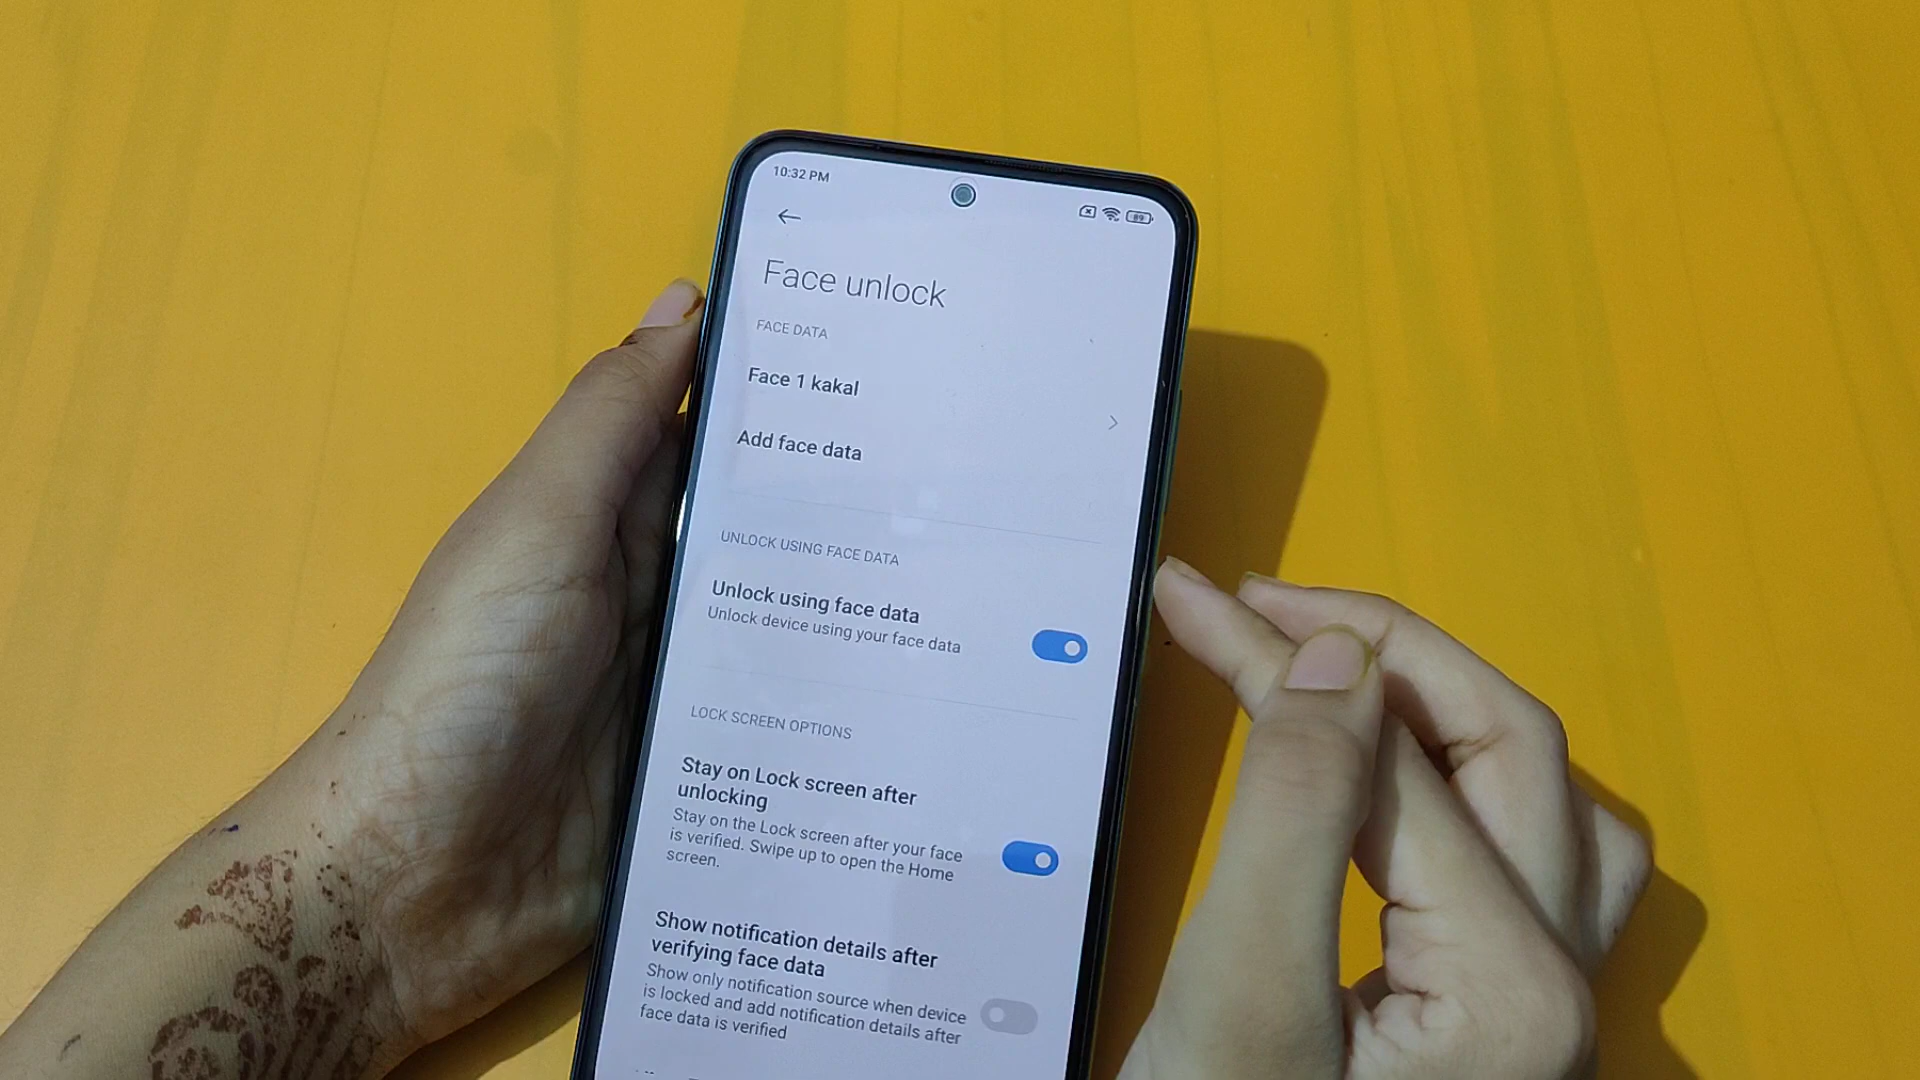 10:32 PM
89
Face unlock
FACE DATA
Face 1 kakal
Add face data
UNLOCK USING FACE DATA
Unlock using face data
Unlock device using your face data
LOCK SCREEN OPTIONS
Stay on Lock screen after
unlocking
Stay on the Lock screen after your face
is verified. Swipe up to open the Home
screen.
Show notification details after
verifying face data
Show only notification source when device
is locked and add notification details after
face data is verified